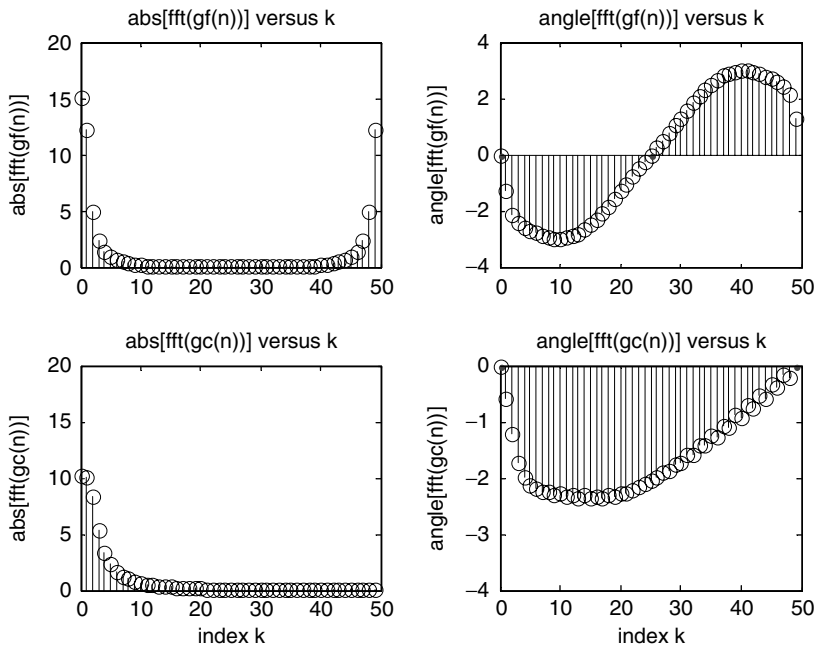 abs[fft(gf(n))] versus k
abs[fft(gf(n))]
20
15
10
5
0
0 10 20 30 40 50
angle[fft(gf(n))] versus k
angle[fft(gf(n))]
4
2
0
−2
−4
0 10 20 30 40 50
abs[fft(gc(n))] versus k
abs[fft(gc(n))]
20
15
10
5
0
0 10 20 30 40 50
index k
angle[fft(gc(n))] versus k
angle[fft(gc(n))]
0
−1
−2
−3
−4
0 10 20 30 40 50
index k